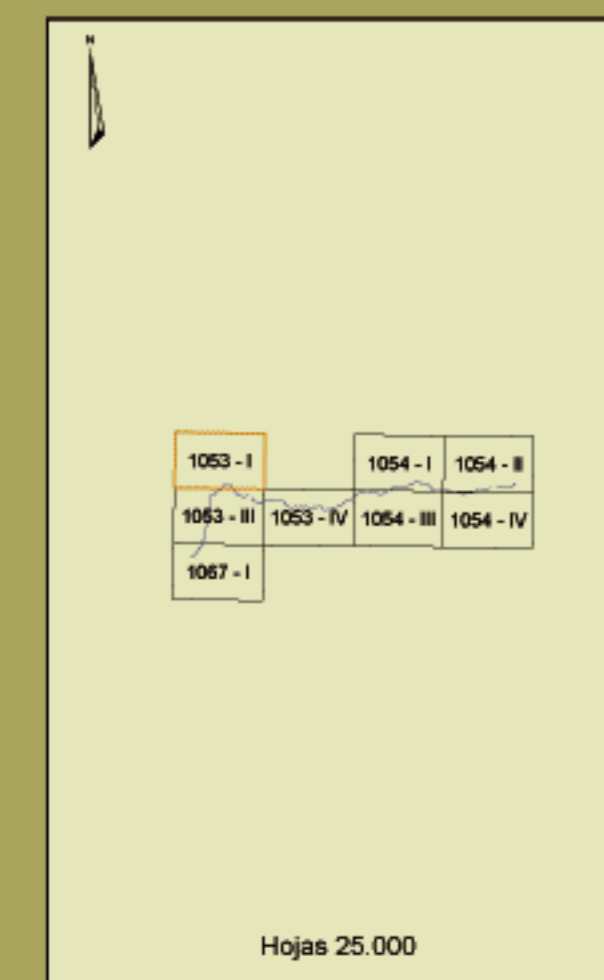 N
1053 - I
1054 - I
1054 - II
1053 - III
1053 - IV
1054 - III
1054 - IV
1067 - I
Hojas 25.000